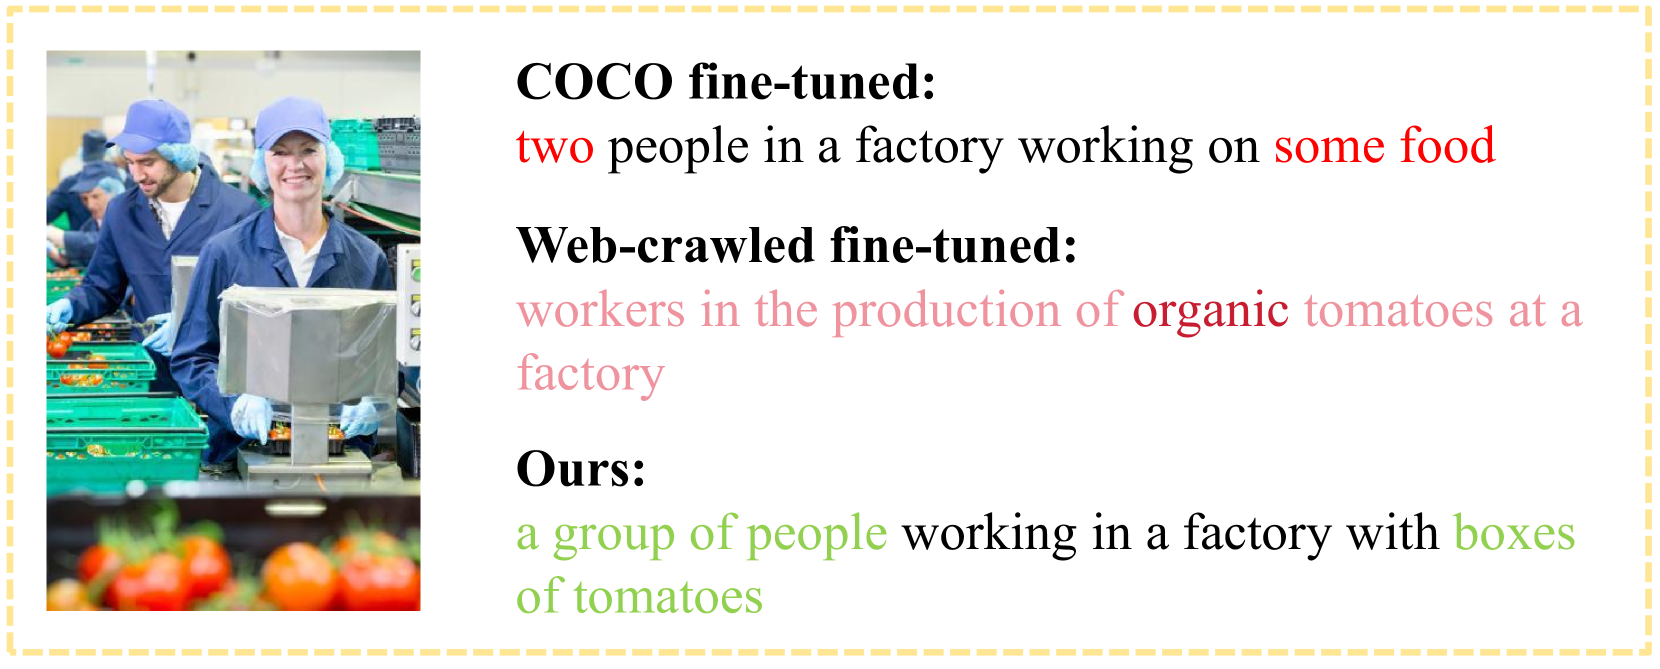 COCO fine-tuned:
two people in a factory working on some food
Web-crawled fine-tuned:
workers in the production of organic tomatoes at a
factory
Ours:
a group of people working in a factory with boxes
of tomatoes